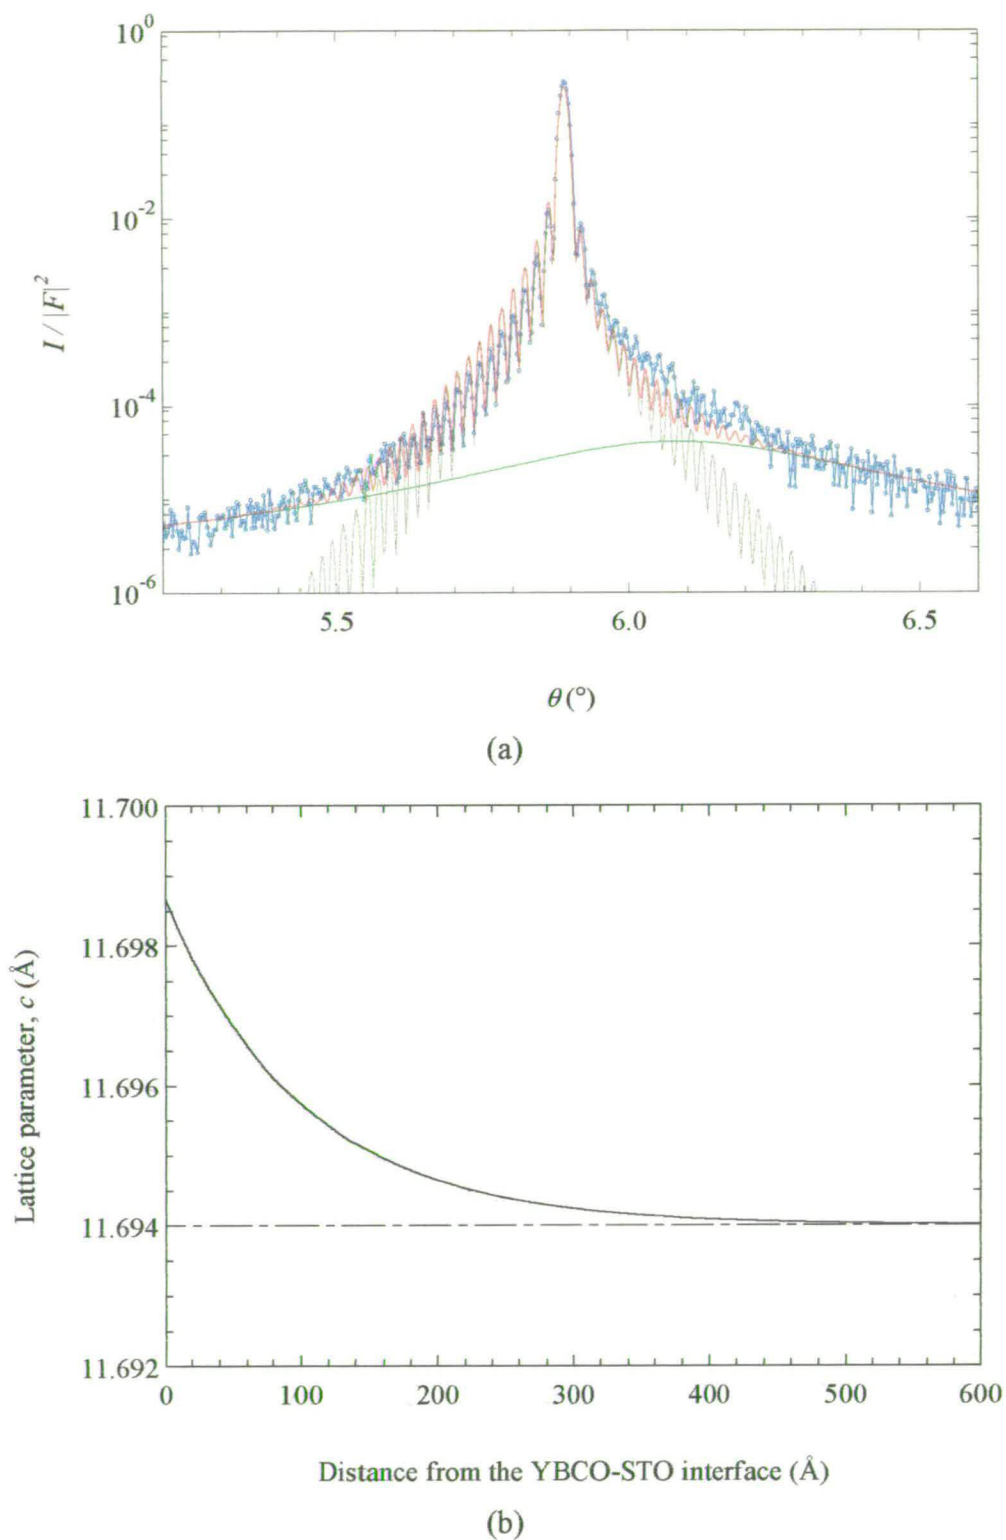 10^0
10^-2
10^-4
10^-6
I / |F|^2
5.5 6.0 6.5
θ (°)
(a)
11.700
11.698
11.696
11.694
11.692
Lattice parameter, c (Å)
0 100 200 300 400 500 600
Distance from the YBCO-STO interface (Å)
(b)